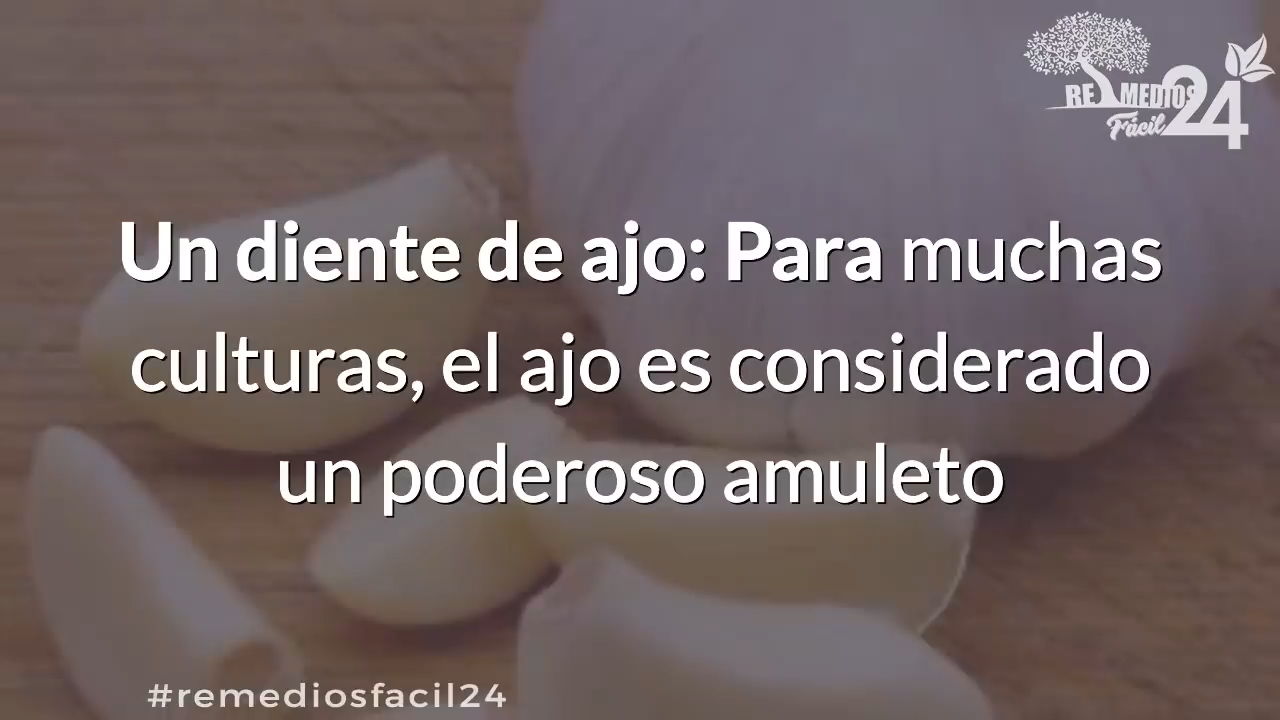 REMEDIOS
Fácil 24
Un diente de ajo: Para muchas
culturas, el ajo es considerado
un poderoso amuleto
#remediosfacil24